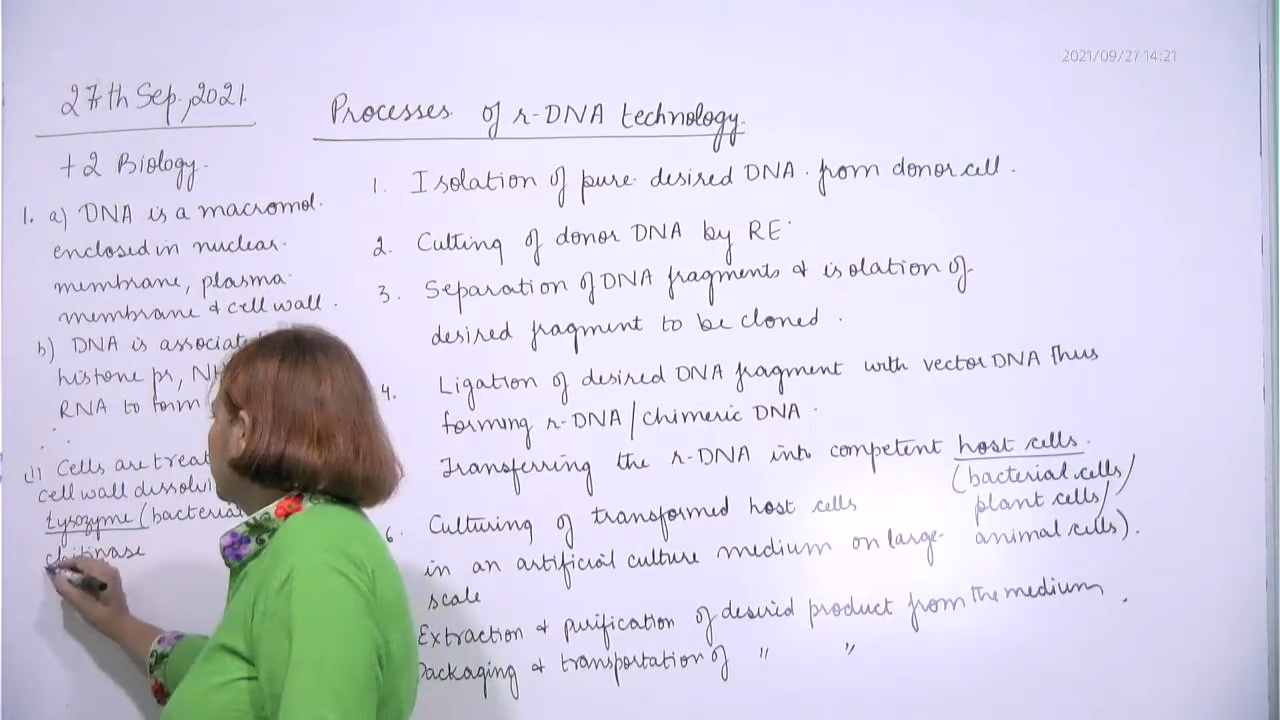 2021/09/27 14:21
27th Sep, 2021.
Processes of r-DNA technology.
+2 Biology.
1. a) DNA is a macromol.
enclosed in nuclear
membrane, plasma
membrane & cell wall.
b) DNA is associat
histone pr, N
RNA to form
Cells are treat
cell wall dissolvi
Lysozyme (bacteria
chitinase
1. Isolation of pure desired DNA from donor cell.
2. Cutting of donor DNA by RE.
3. Separation of DNA fragments & isolation of
desired fragment to be cloned.
4. Ligation of desired DNA fragment with vector DNA thus
forming r-DNA/chimeric DNA.
Transferring the r-DNA into competent host cells.
(bacterial cells/
plant cells/
animal cells).
6. Culturing of transformed host cells
in an artificial culture medium on large-
scale
Extraction & purification of desired product from the medium.
Packaging & transportation of " "